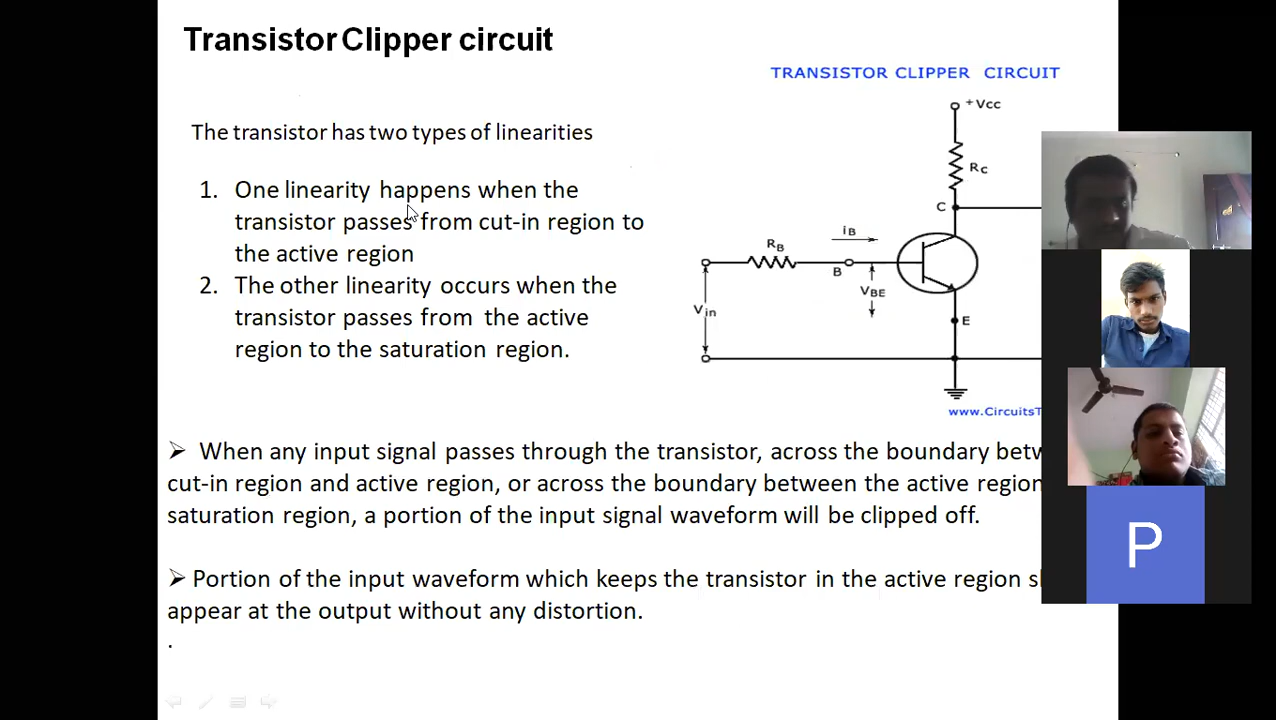 Transistor Clipper circuit
TRANSISTOR CLIPPER CIRCUIT
+Vcc
The transistor has two types of linearities
1. One linearity happens when the
transistor passes from cut-in region to
the active region
2. The other linearity occurs when the
transistor passes from the active
region to the saturation region.
RC
C
iB
RB
B
VBE
Vin
E
www.CircuitsT
➢ When any input signal passes through the transistor, across the boundary betw
cut-in region and active region, or across the boundary between the active region
saturation region, a portion of the input signal waveform will be clipped off.
➢ Portion of the input waveform which keeps the transistor in the active region s
appear at the output without any distortion.
.
P